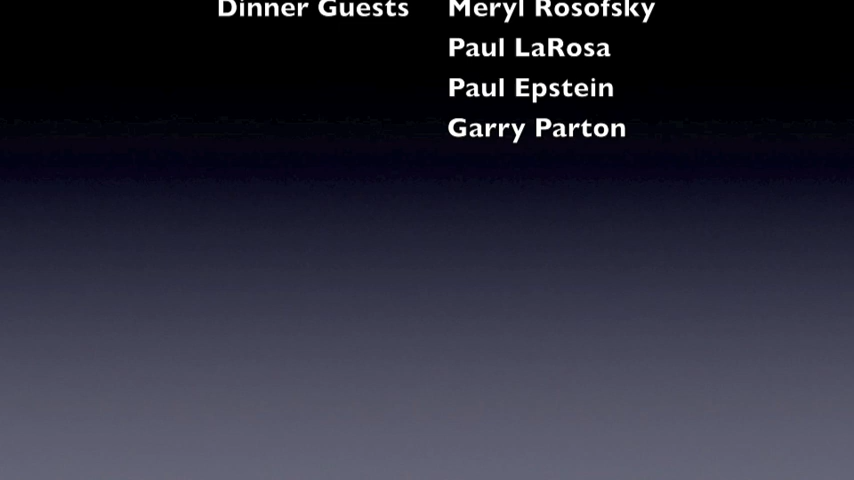 Dinner Guests Meryl Rosofsky
Paul LaRosa
Paul Epstein
Garry Parton